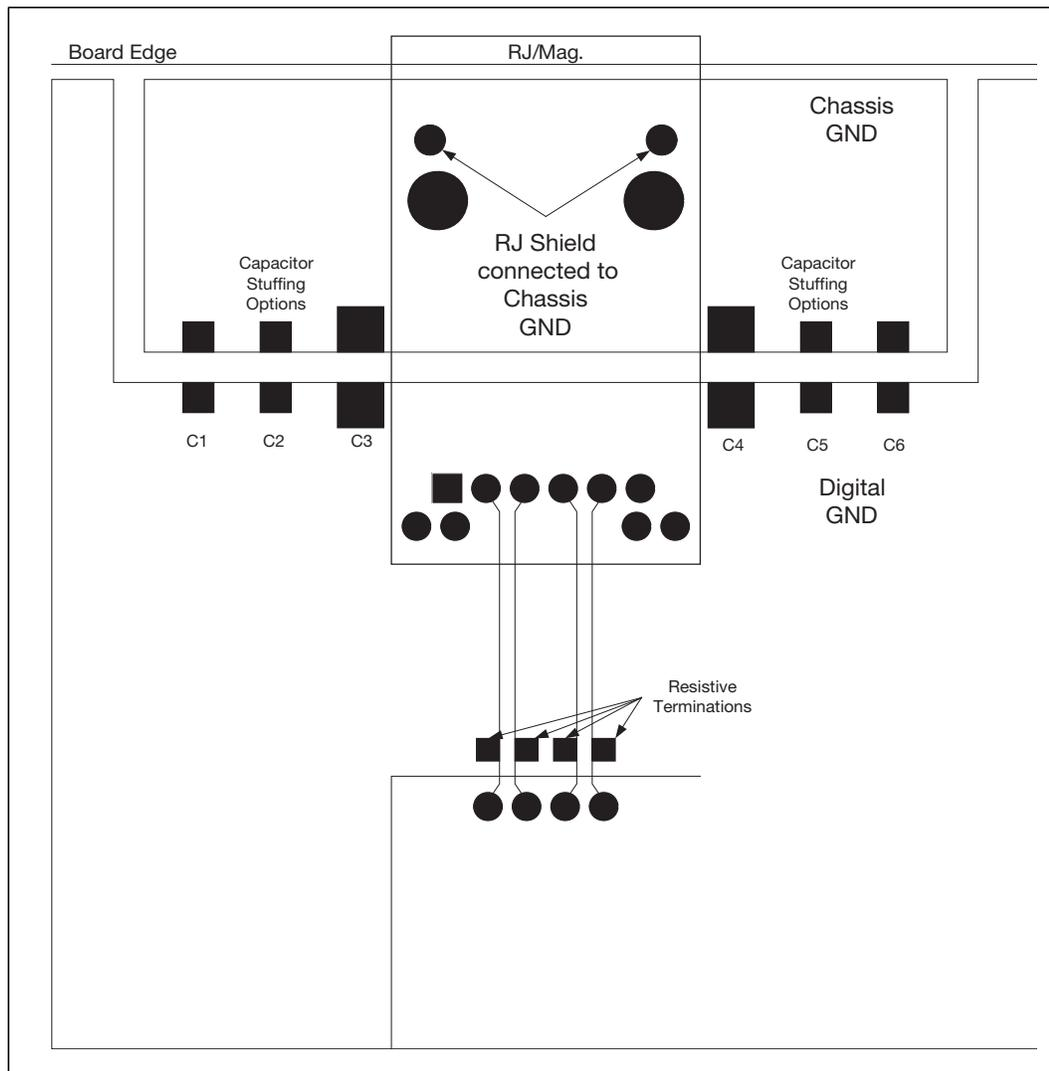 Board Edge
RJ/Mag.
Chassis
GND
RJ Shield
connected to
Chassis
GND
Capacitor
Stuffing
Options
Capacitor
Stuffing
Options
C1
C2
C3
C4
C5
C6
Digital
GND
Resistive
Terminations